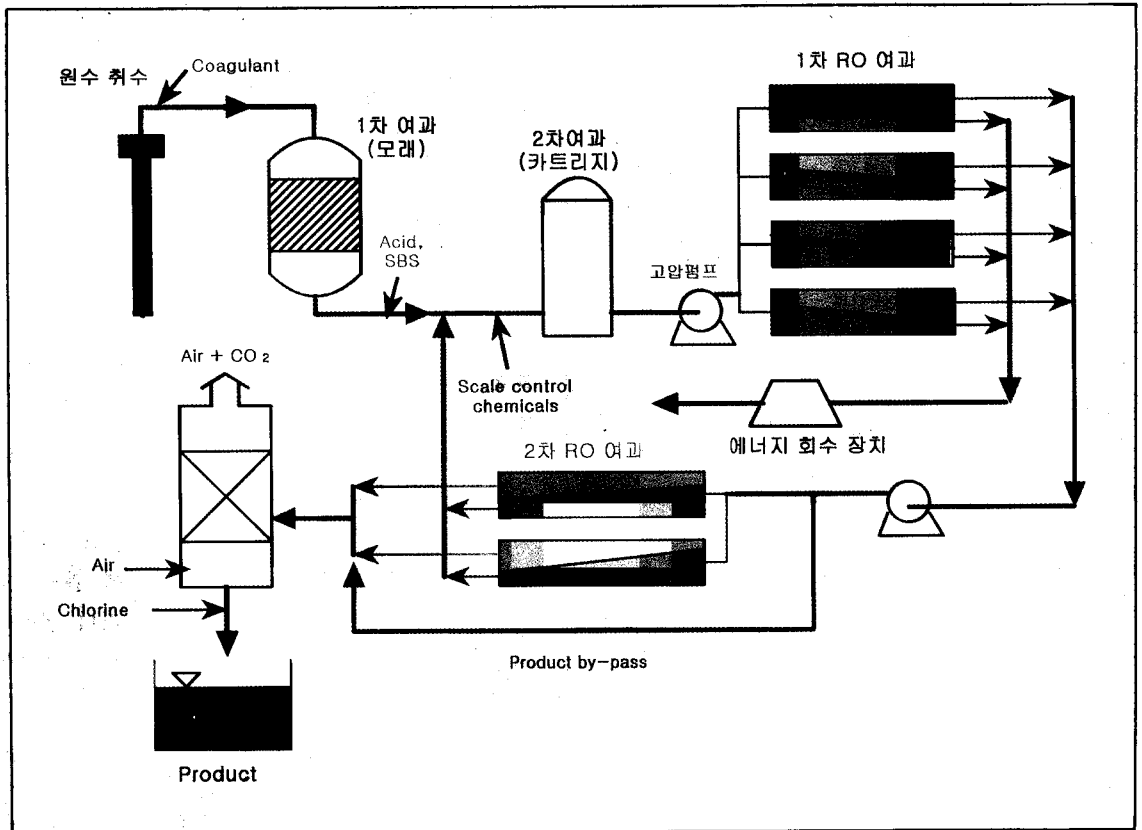 원수 취수
Coagulant
1차 여과
(모래)
2차여과
(카트리지)
1차 RO 여과
Acid,
SBS
고압펌프
Scale control
chemicals
Air + CO₂
에너지 회수 장치
2차 RO 여과
Air
Chlorine
Product by-pass
Product